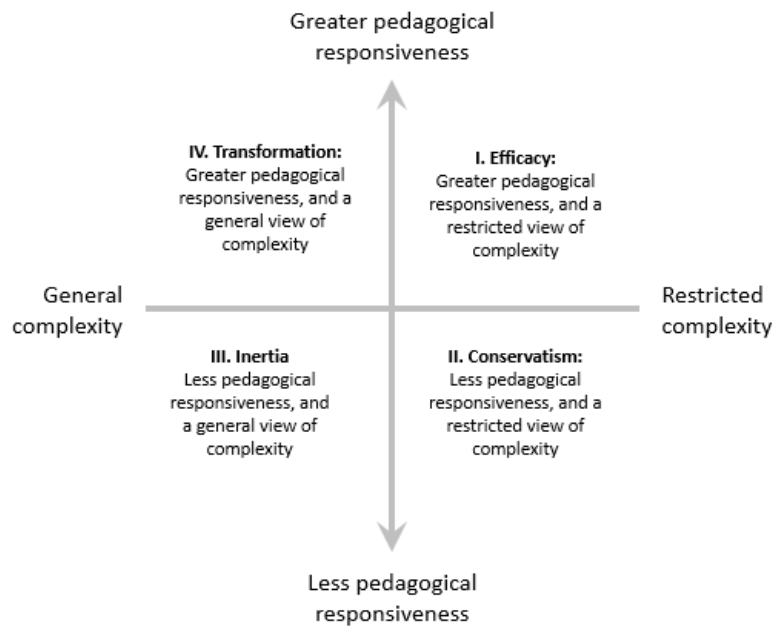 Greater pedagogical
responsiveness
IV. Transformation:
Greater pedagogical
responsiveness, and a
general view of
complexity
I. Efficacy:
Greater pedagogical
responsiveness, and a
restricted view of
complexity
General
complexity
Restricted
complexity
III. Inertia
Less pedagogical
responsiveness, and
a general view of
complexity
II. Conservatism:
Less pedagogical
responsiveness, and a
restricted view of
complexity
Less pedagogical
responsiveness